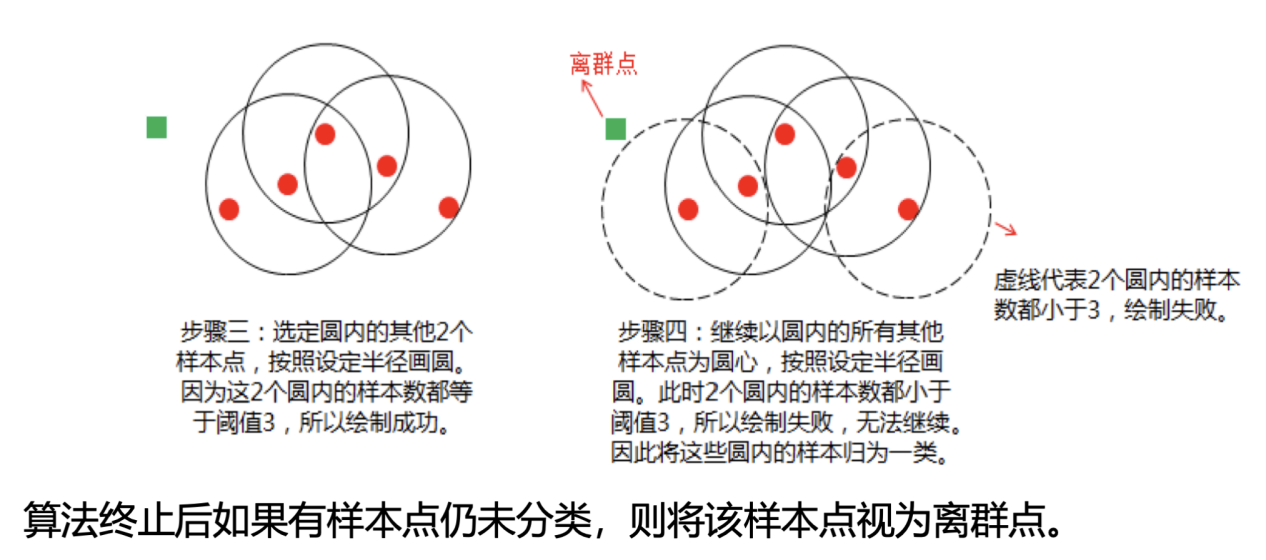 离群点
虚线代表2个圆内的样本
数都小于3，绘制失败。
步骤三：选定圆内的其他2个
样本点，按照设定半径画圆。
因为这2个圆内的样本数都等
于阈值3，所以绘制成功。
步骤四：继续以圆内的所有其他
样本点为圆心，按照设定半径画
圆。此时2个圆内的样本数都小于
阈值3，所以绘制失败，无法继续。
因此将这些圆内的样本归为一类。
算法终止后如果有样本点仍未分类，则将该样本点视为离群点。